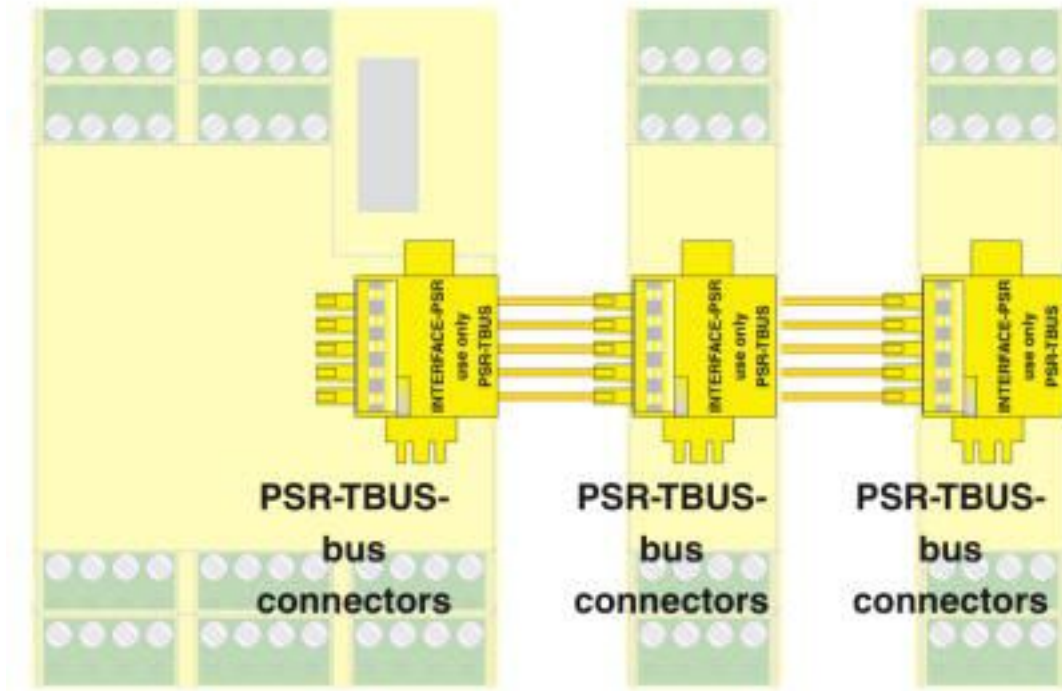 INTERFACE-PSR
use only
PSR-TBUS
INTERFACE-PSR
use only
PSR-TBUS
INTERFACE-PSR
use only
PSR-TBUS
PSR-TBUS-
bus
connectors
PSR-TBUS-
bus
connectors
PSR-TBUS-
bus
connectors